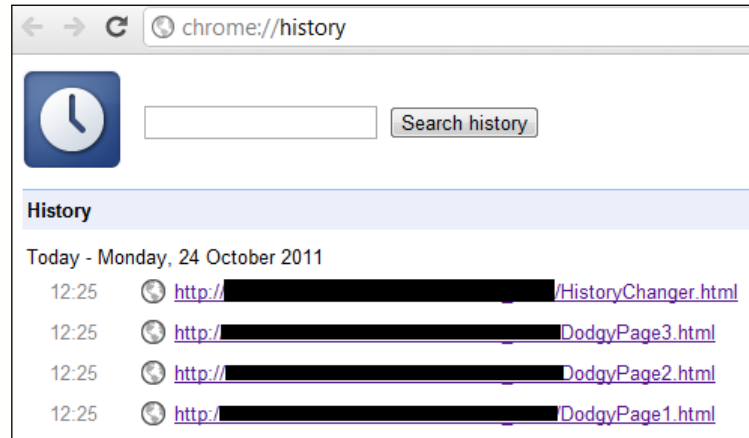 chrome://history
Search history
History
Today - Monday, 24 October 2011
12:25 http:// /HistoryChanger.html
12:25 http:/ DodgyPage3.html
12:25 http:// DodgyPage2.html
12:25 http:/ /DodgyPage1.html